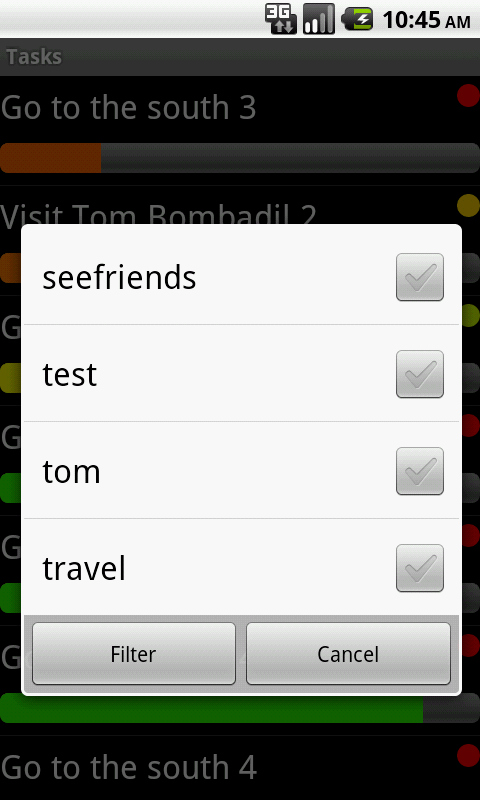 3G
10:45 AM
Tasks
Go to the south 3
Visit Tom Bombadil 2
seefriends
G
test
G
tom
G
travel
G
Filter
Cancel
Go to the south 4